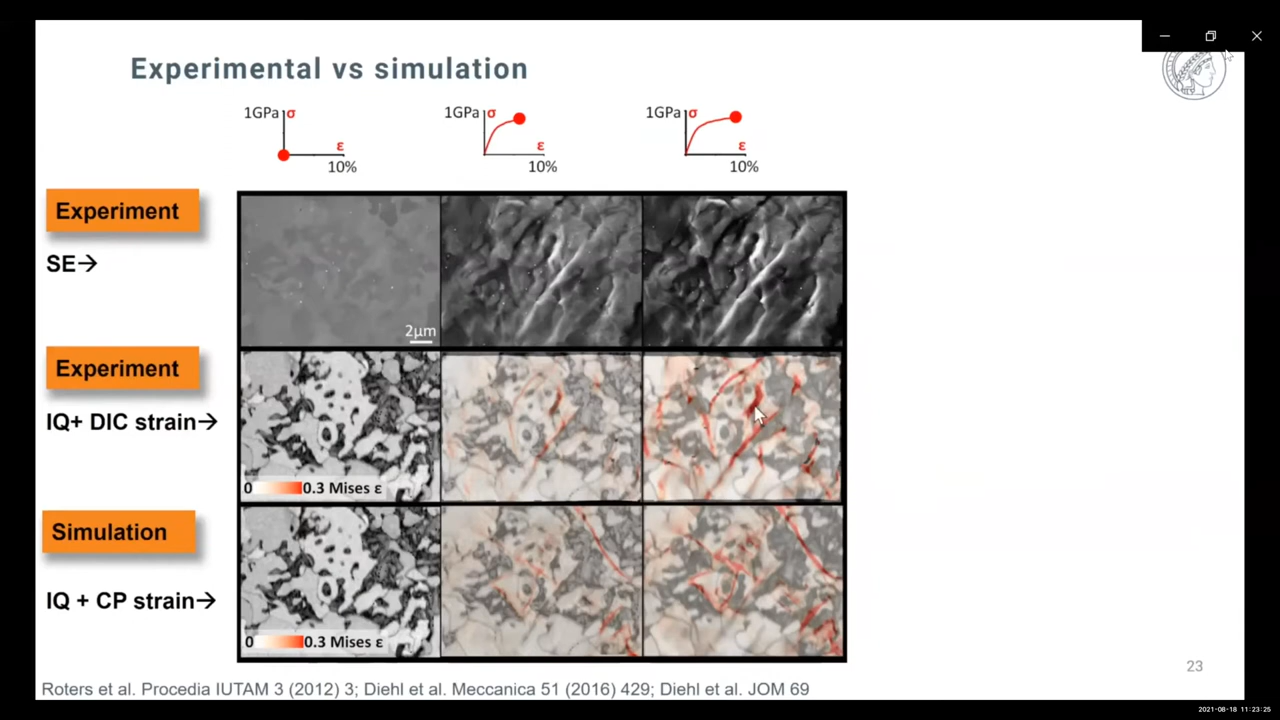 Experimental vs simulation
1GPa σ ε 10%
1GPa σ ε 10%
1GPa σ ε 10%
Experiment
SE→
2µm
Experiment
IQ+ DIC strain→
0 0.3 Mises ε
Simulation
IQ + CP strain→
0 0.3 Mises ε
23
Roters et al. Procedia IUTAM 3 (2012) 3; Diehl et al. Meccanica 51 (2016) 429; Diehl et al. JOM 69
2021-08-18 11:23:25